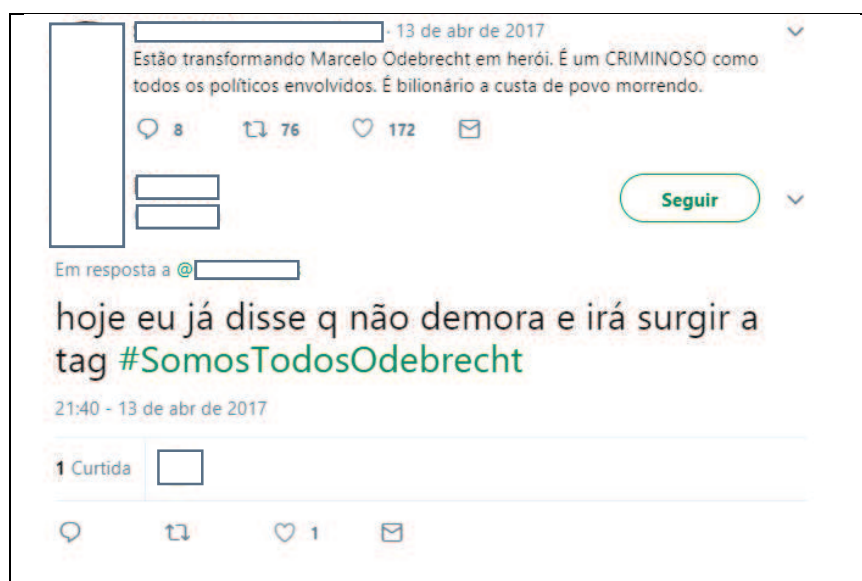 · 13 de abr de 2017
Estão transformando Marcelo Odebrecht em herói. É um CRIMINOSO como
todos os políticos envolvidos. É bilionário a custa de povo morrendo.
8 76 172
Seguir
Em resposta a @
hoje eu já disse q não demora e irá surgir a
tag #SomosTodosOdebrecht
21:40 - 13 de abr de 2017
1 Curtida
1